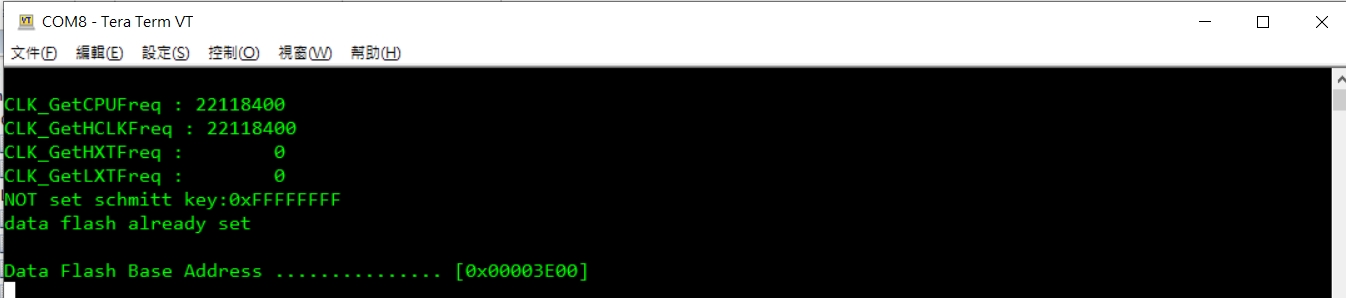 COM8 - Tera Term VT
文件(F) 編輯(E) 設定(S) 控制(O) 視窗(W) 幫助(H)
CLK_GetCPUFreq : 22118400
CLK_GetHCLKFreq : 22118400
CLK_GetHXTFreq :        0
CLK_GetLXTFreq :        0
NOT set schmitt key:0xFFFFFFFF
data flash already set
Data Flash Base Address ............... [0x00003E00]